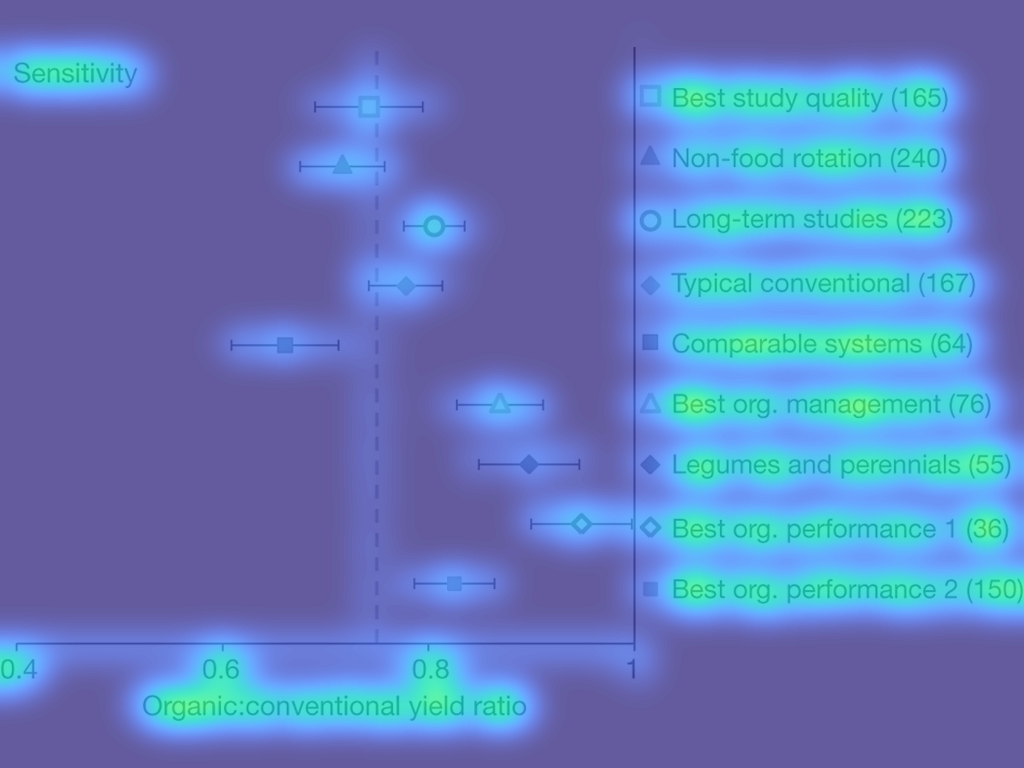 Sensitivity
Best study quality (165)
Non-food rotation (240)
Long-term studies (223)
Typical conventional (167)
Comparable systems (64)
Best org. management (76)
Legumes and perennials (55)
Best org. performance 1 (36)
Best org. performance 2 (150)
0.4 0.6 0.8 1
Organic:conventional yield ratio